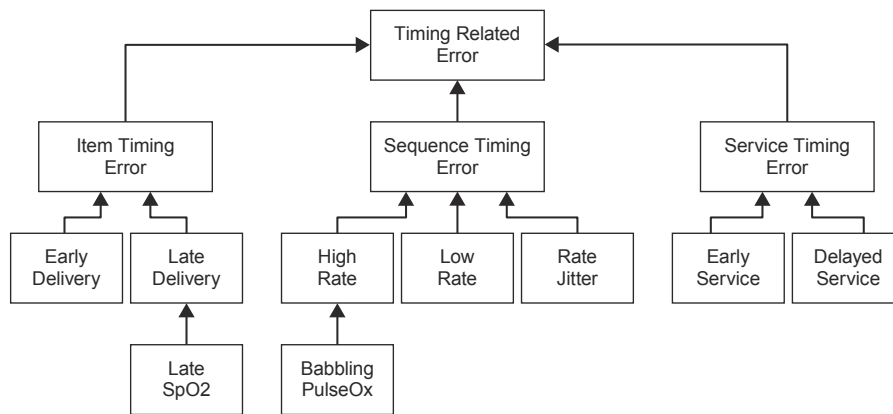 Timing Related
Error
Item Timing
Error
Sequence Timing
Error
Service Timing
Error
Early
Delivery
Late
Delivery
High
Rate
Low
Rate
Rate
Jitter
Early
Service
Delayed
Service
Late
SpO2
Babbling
PulseOx